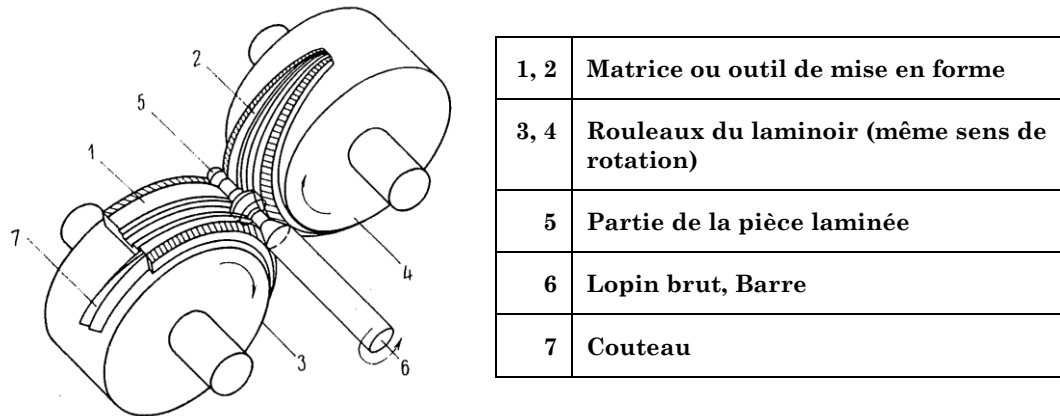 2
5
1
7
4
3
6
1, 2 Matrice ou outil de mise en forme
3, 4 Rouleaux du laminoir (même sens de
rotation)
5 Partie de la pièce laminée
6 Lopin brut, Barre
7 Couteau